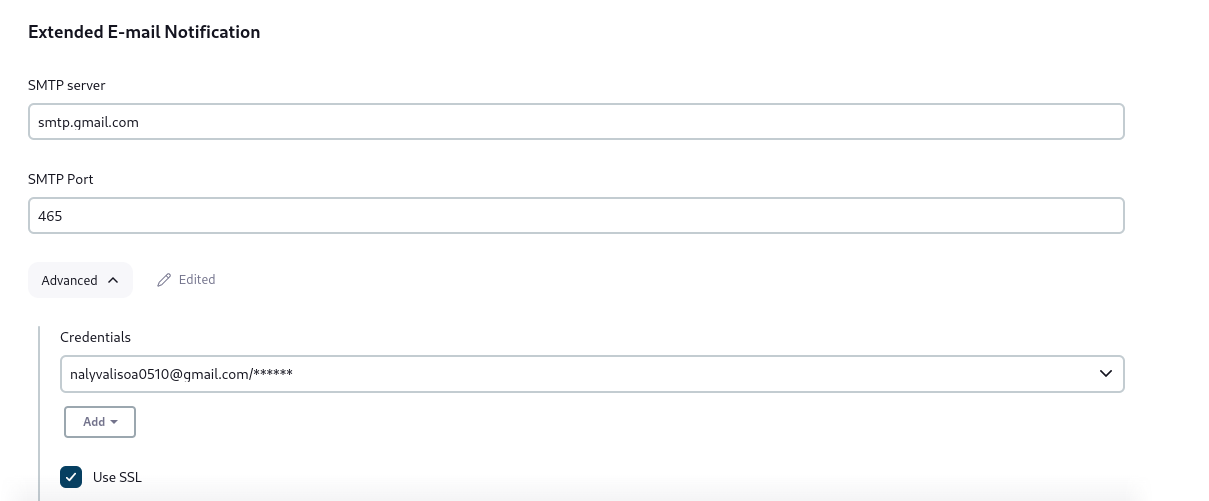 Extended E-mail Notification
SMTP server
smtp.gmail.com
SMTP Port
465
Advanced
Edited
Credentials
nalyvalisoa0510@gmail.com/******
Add
Use SSL